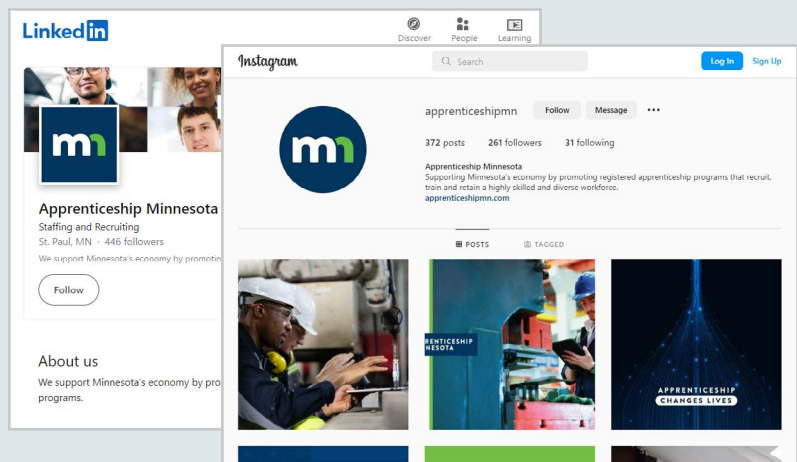 Linked in
Discover
People
Learning
mn
Apprenticeship Minnesota
Staffing and Recruiting
St. Paul, MN · 446 followers
We support Minnesota's economy by promotin
Follow
About us
We support Minnesota's economy by pro
programs.
Instagram
Search
Log In
Sign Up
mn
apprenticeshipmn
Follow
Message
372 posts
261 followers
31 following
Apprenticeship Minnesota
Supporting Minnesota's economy by promoting registered apprenticeship programs that recruit,
train and retain a highly skilled and diverse workforce.
apprenticeshipmn.com
POSTS
TAGGED
RENTICESHIP
NESOTA
APPRENTICESHIP
CHANGES LIVES